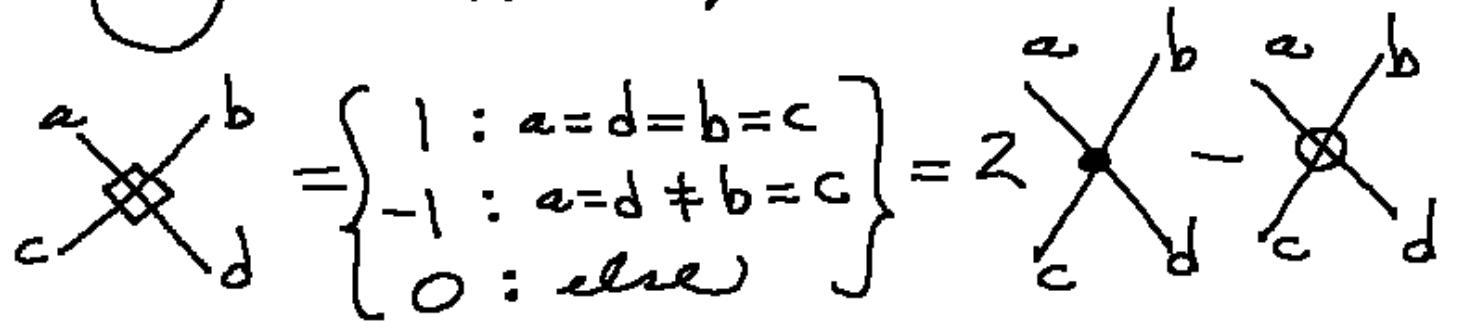 a b a b a b
1 : a = d = b = c
= { -1 : a = d ≠ b = c } = 2 -
0 : else
c d c d c d